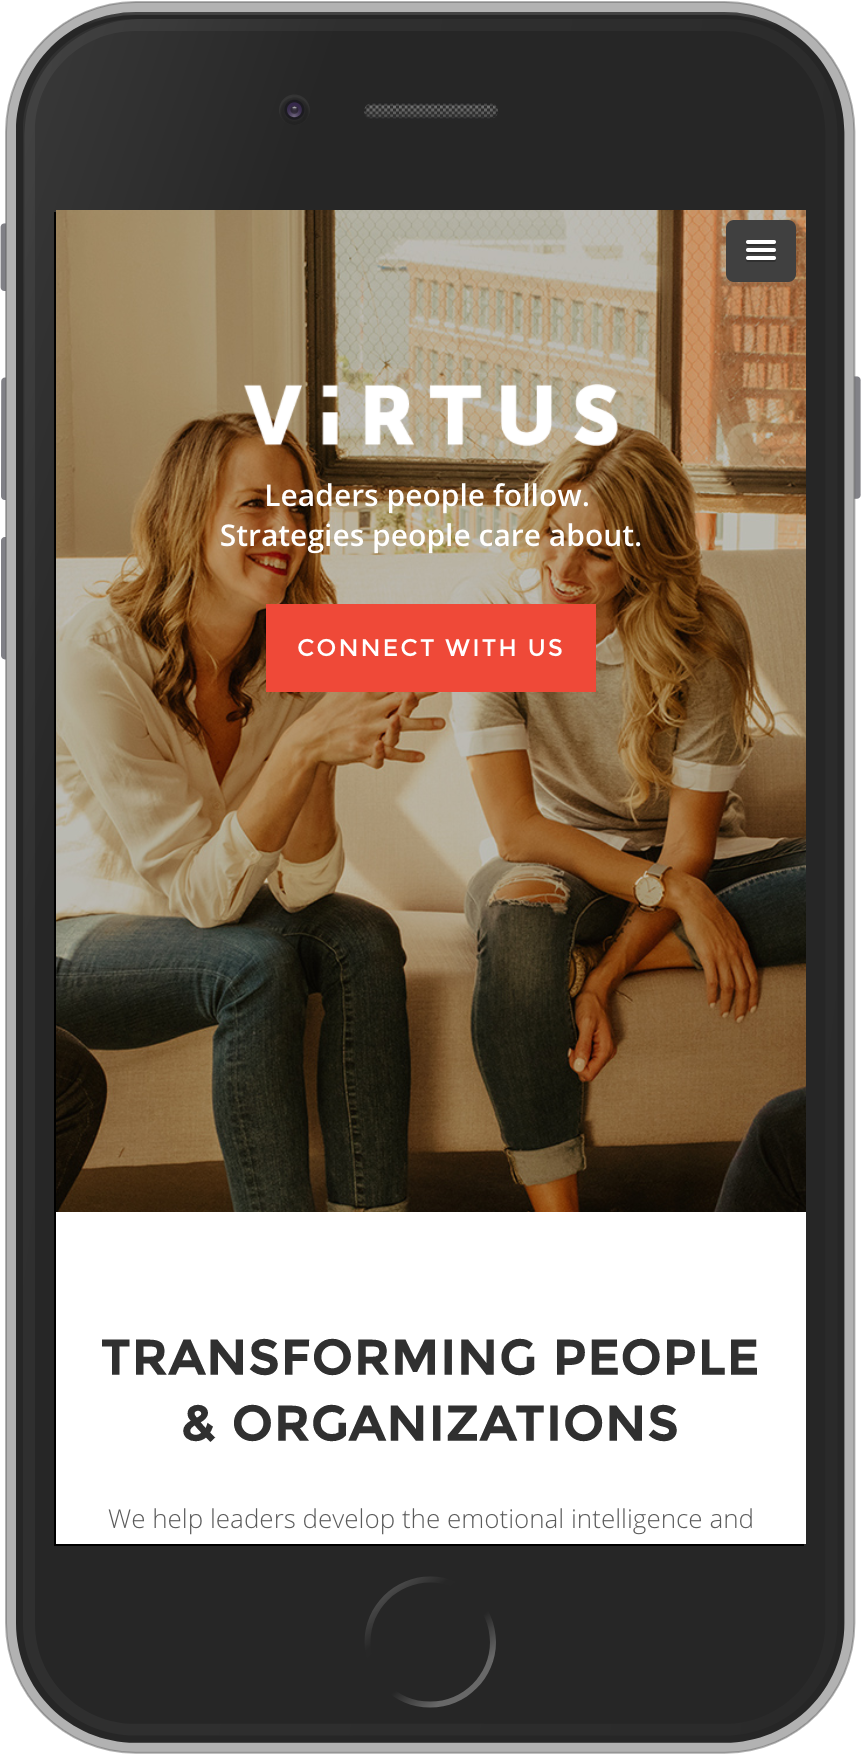 ViRTUS
Leaders people follow.
Strategies people care about.
CONNECT WITH US
TRANSFORMING PEOPLE
& ORGANIZATIONS
We help leaders develop the emotional intelligence and